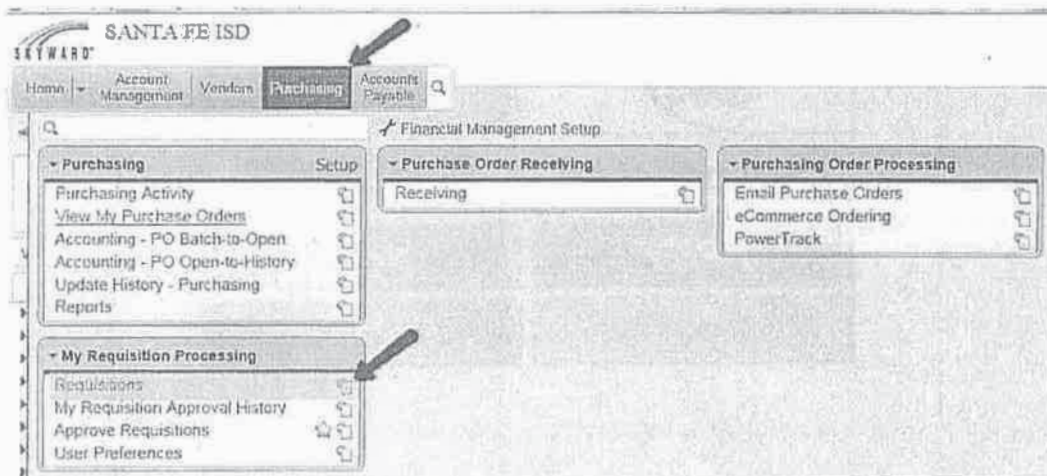 SANTA FE ISD
SKYWARD
Home
Account Management
Vendors
Purchasing
Accounts Payable
Financial Management Setup
Purchasing Setup
Purchasing Activity
View My Purchase Orders
Accounting - PO Batch-to-Open
Accounting - PO Open-to-History
Update History - Purchasing
Reports
Purchase Order Receiving
Receiving
Purchasing Order Processing
Email Purchase Orders
eCommerce Ordering
PowerTrack
My Requisition Processing
Requisitions
My Requisition Approval History
Approve Requisitions
User Preferences